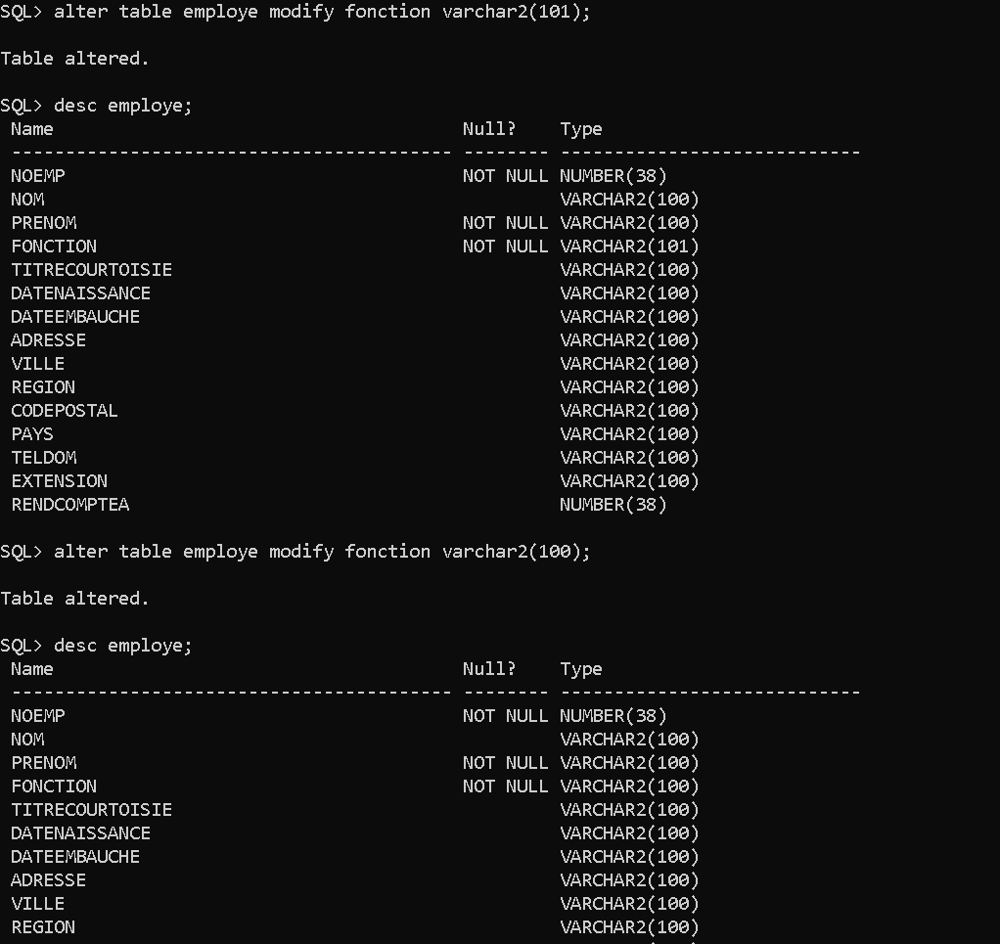 SQL> alter table employe modify fonction varchar2(101);
Table altered.
SQL> desc employe;
Name Null? Type
----------------------------------------- -------- ----------------------------
NOEMP NOT NULL NUMBER(38)
NOM VARCHAR2(100)
PRENOM NOT NULL VARCHAR2(100)
FONCTION NOT NULL VARCHAR2(101)
TITRECOURTOISIE VARCHAR2(100)
DATENAISSANCE VARCHAR2(100)
DATEEMBAUCHE VARCHAR2(100)
ADRESSE VARCHAR2(100)
VILLE VARCHAR2(100)
REGION VARCHAR2(100)
CODEPOSTAL VARCHAR2(100)
PAYS VARCHAR2(100)
TELDOM VARCHAR2(100)
EXTENSION VARCHAR2(100)
RENDCOMPTEA NUMBER(38)
SQL> alter table employe modify fonction varchar2(100);
Table altered.
SQL> desc employe;
Name Null? Type
----------------------------------------- -------- ----------------------------
NOEMP NOT NULL NUMBER(38)
NOM VARCHAR2(100)
PRENOM NOT NULL VARCHAR2(100)
FONCTION NOT NULL VARCHAR2(100)
TITRECOURTOISIE VARCHAR2(100)
DATENAISSANCE VARCHAR2(100)
DATEEMBAUCHE VARCHAR2(100)
ADRESSE VARCHAR2(100)
VILLE VARCHAR2(100)
REGION VARCHAR2(100)